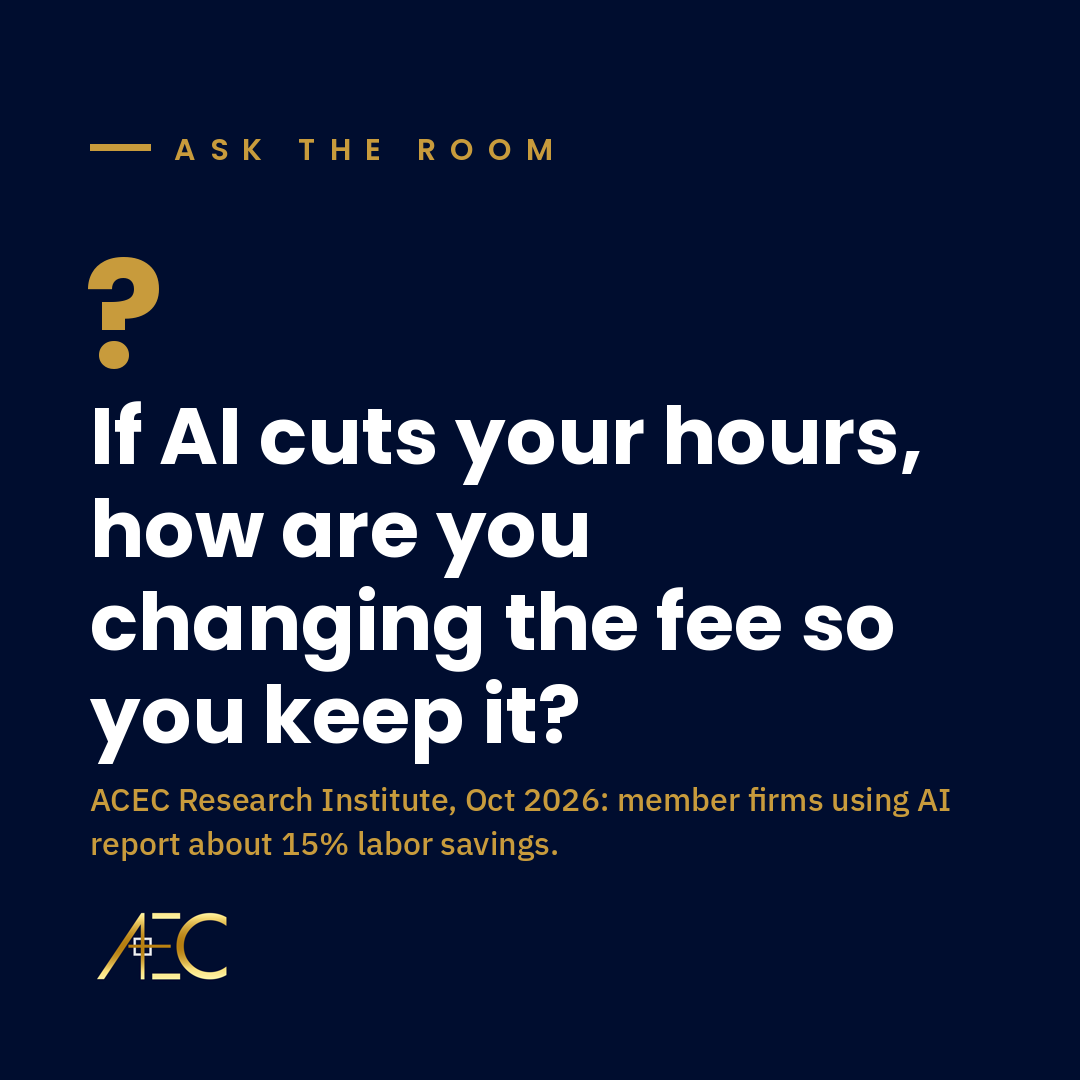 ASK THE ROOM
?
If AI cuts your hours,
how are you
changing the fee so
you keep it?
ACEC Research Institute, Oct 2026: member firms using AI
report about 15% labor savings.
AEC